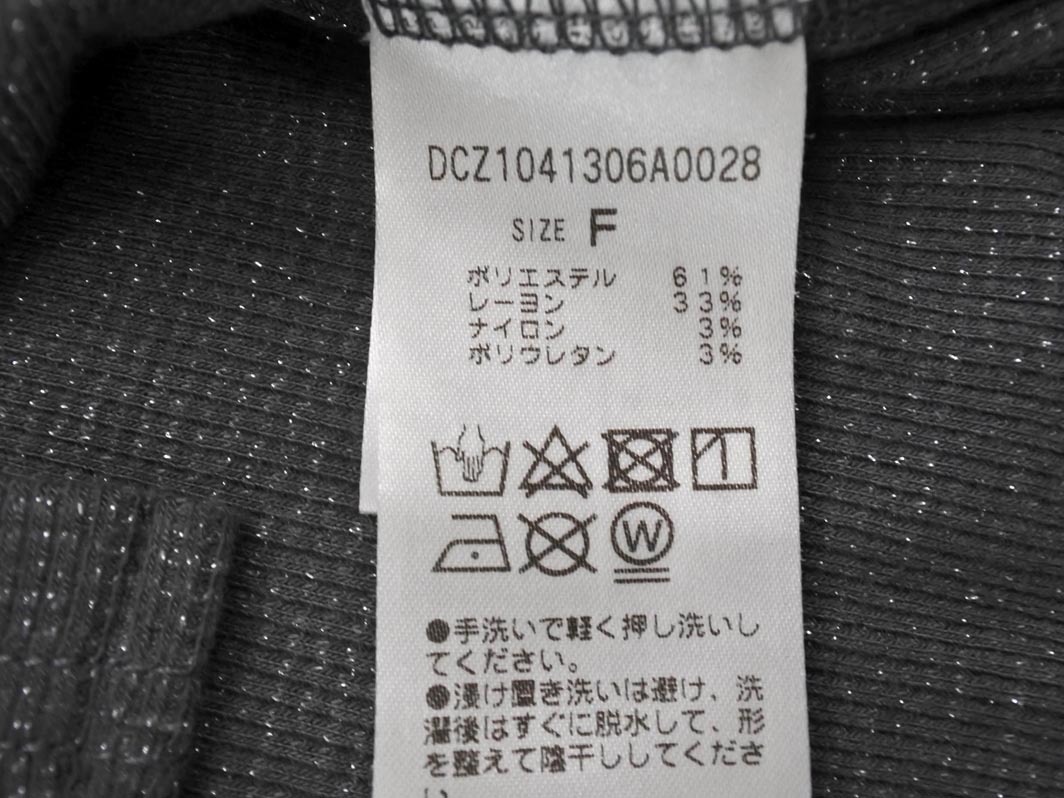 DCZ1041306A0028
SIZE F
ポリエステル 61%
レーヨン 33%
ナイロン 3%
ポリウレタン 3%
W
●手洗いで軽く押し洗いし
てください。
●浸け置き洗いは避け、洗
濯後はすぐに脱水して、形
を整えて陰干ししてくださ
い